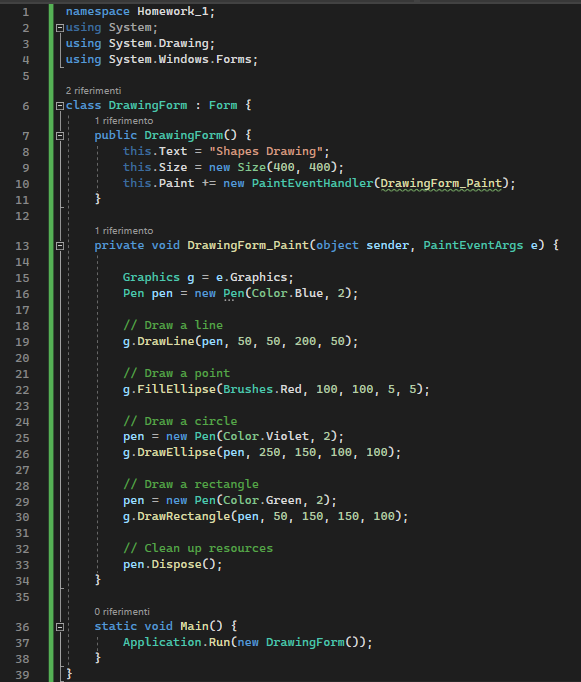 1 namespace Homework_1;
2 using System;
3 using System.Drawing;
4 using System.Windows.Forms;
5
2 riferimenti
6 class DrawingForm : Form {
1 riferimento
7 public DrawingForm() {
8 this.Text = "Shapes Drawing";
9 this.Size = new Size(400, 400);
10 this.Paint += new PaintEventHandler(DrawingForm_Paint);
11 }
12
1 riferimento
13 private void DrawingForm_Paint(object sender, PaintEventArgs e) {
14
15 Graphics g = e.Graphics;
16 Pen pen = new Pen(Color.Blue, 2);
17
18 // Draw a line
19 g.DrawLine(pen, 50, 50, 200, 50);
20
21 // Draw a point
22 g.FillEllipse(Brushes.Red, 100, 100, 5, 5);
23
24 // Draw a circle
25 pen = new Pen(Color.Violet, 2);
26 g.DrawEllipse(pen, 250, 150, 100, 100);
27
28 // Draw a rectangle
29 pen = new Pen(Color.Green, 2);
30 g.DrawRectangle(pen, 50, 150, 150, 100);
31
32 // Clean up resources
33 pen.Dispose();
34 }
35
0 riferimenti
36 static void Main() {
37 Application.Run(new DrawingForm());
38 }
39 }